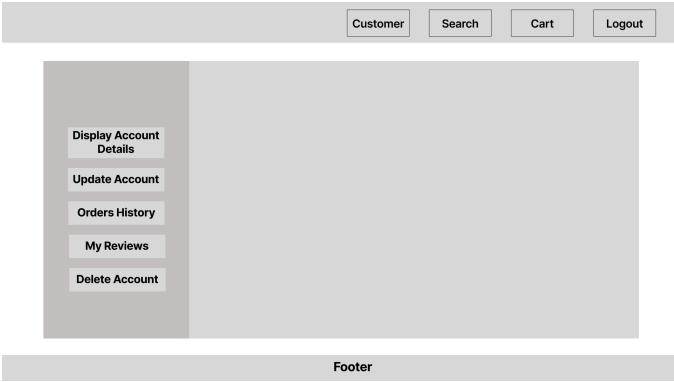 Customer Search Cart Logout
Display Account
Details
Update Account
Orders History
My Reviews
Delete Account
Footer